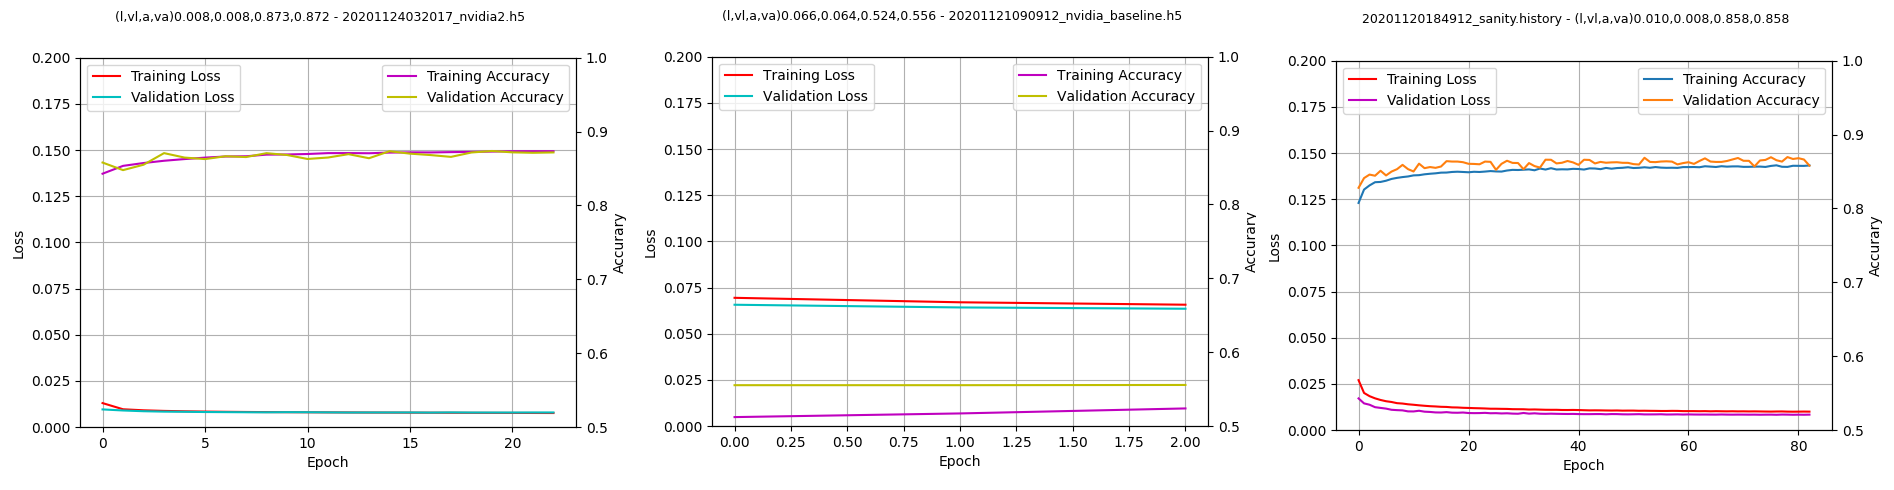 (l,vl,a,va)0.008,0.008,0.873,0.872 - 20201124032017_nvidia2.h5
0.200
0.175
0.150
0.125
0.100
0.075
0.050
0.025
0.000
Loss
Training Loss
Validation Loss
Training Accuracy
Validation Accuracy
1.0
0.9
0.8
0.7
0.6
0.5
Accurary
0
5
10
15
20
Epoch
(l,vl,a,va)0.066,0.064,0.524,0.556 - 20201121090912_nvidia_baseline.h5
0.200
0.175
0.150
0.125
0.100
0.075
0.050
0.025
0.000
Loss
Training Loss
Validation Loss
Training Accuracy
Validation Accuracy
1.0
0.9
0.8
0.7
0.6
0.5
Accurary
0.00
0.25
0.50
0.75
1.00
1.25
1.50
1.75
2.00
Epoch
20201120184912_sanity.history - (l,vl,a,va)0.010,0.008,0.858,0.858
0.200
0.175
0.150
0.125
0.100
0.075
0.050
0.025
0.000
Loss
Training Loss
Validation Loss
Training Accuracy
Validation Accuracy
1.0
0.9
0.8
0.7
0.6
0.5
Accurary
0
20
40
60
80
Epoch